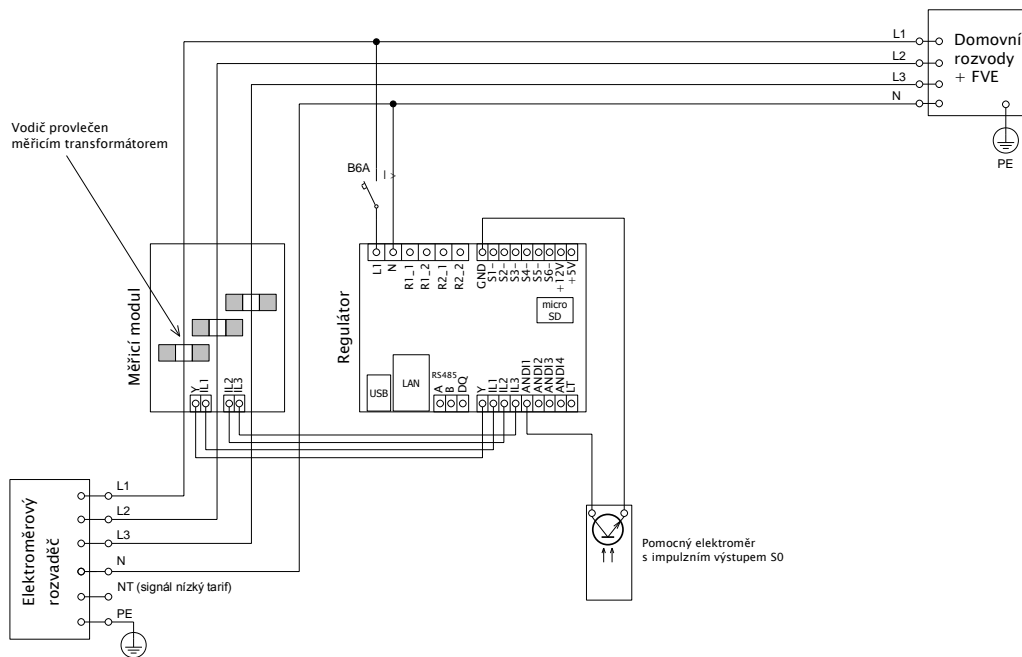 L1
L2
L3
N
Domovní
rozvody
+ FVE
PE
Vodič provlečen
měřicím transformátorem
B6A
I >
Měřicí modul
Y
IL1
IL2
IL3
Regulátor
L1
N
R1_1
R1_2
R2_1
R2_2
GND
S1-
S2-
S3-
S4-
S5-
S6-
+12V
+5V
micro
SD
USB
LAN
RS485
A
B
DQ
Y
IL1
IL2
IL3
ANDI1
ANDI2
ANDI3
ANDI4
LT
Elektroměrový
rozvaděč
L1
L2
L3
N
NT (signál nízký tarif)
PE
Pomocný elektroměr
s impulzním výstupem S0